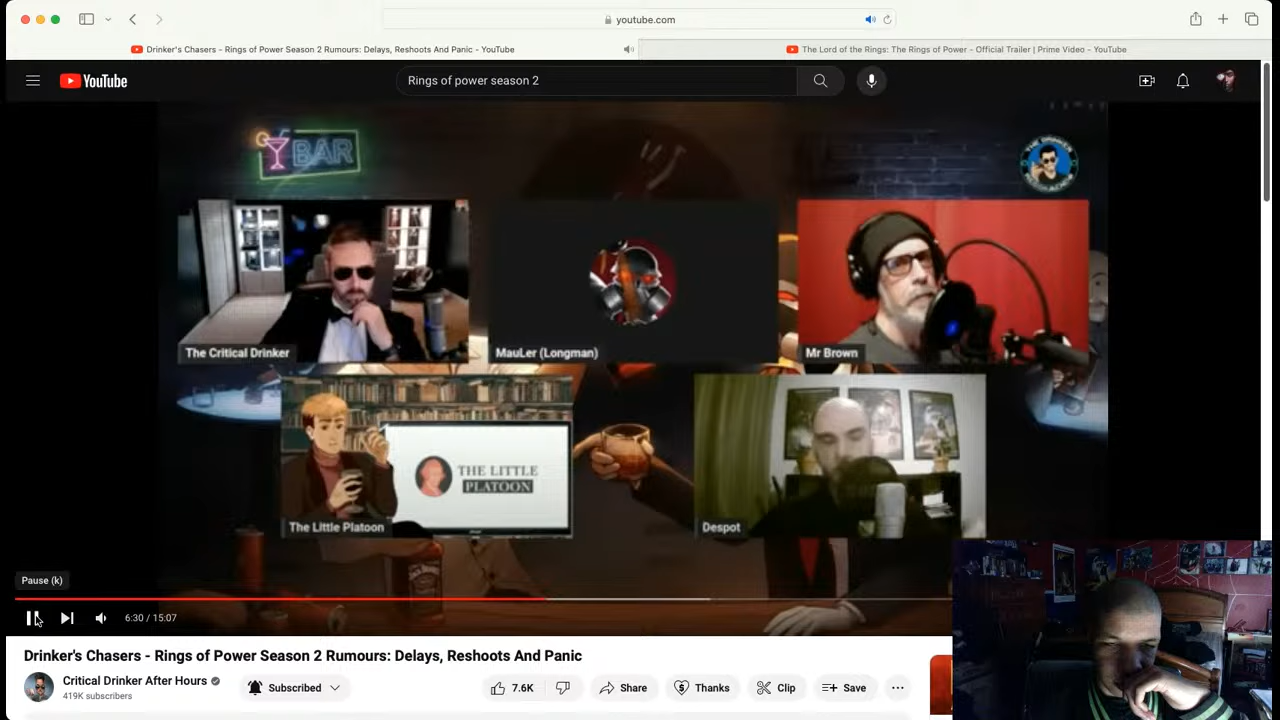 youtube.com
Drinker's Chasers - Rings of Power Season 2 Rumours: Delays, Reshoots And Panic - YouTube
The Lord of the Rings: The Rings of Power - Official Trailer | Prime Video - YouTube
YouTube
Rings of power season 2
BAR
The Critical Drinker
MauLer (Longman)
Mr Brown
THE LITTLE
PLATOON
The Little Platoon
Despot
Pause (k)
6:30 / 15:07
Drinker's Chasers - Rings of Power Season 2 Rumours: Delays, Reshoots And Panic
Critical Drinker After Hours
419K subscribers
Subscribed
7.6K
Share
Thanks
Clip
Save